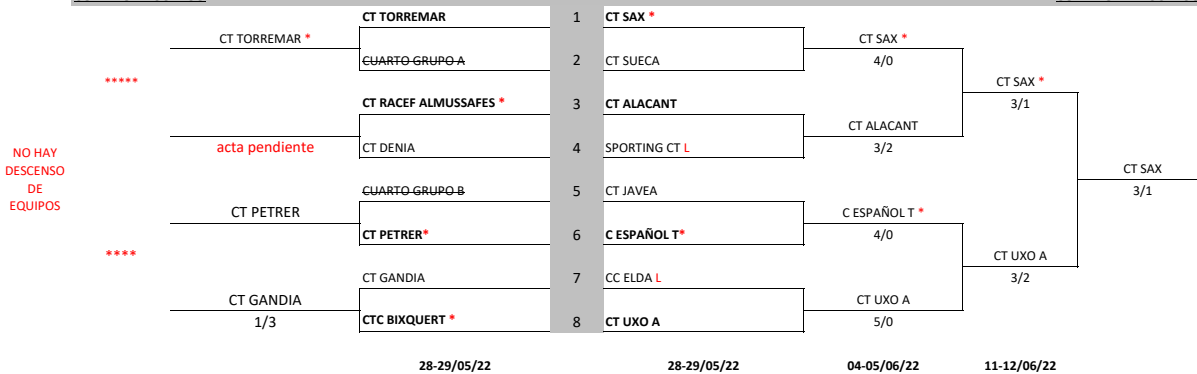 CT TORREMAR 1 CT SAX *
CT TORREMAR * CT SAX *
CUARTO GRUPO A 2 CT SUECA 4/0
***** CT SAX *
CT RACEF ALMUSSAFES * 3 CT ALACANT 3/1
CT ALACANT
acta pendiente CT DENIA 4 SPORTING CT L 3/2
NO HAY
DESCENSO
DE
EQUIPOS
CT SAX
CUARTO GRUPO B 5 CT JAVEA 3/1
CT PETRER C ESPAÑOL T *
CT PETRER* 6 C ESPAÑOL T* 4/0
**** CT UXO A
CT GANDIA 7 CC ELDA L 3/2
CT GANDIA CT UXO A
1/3 CTC BIXQUERT * 8 CT UXO A 5/0
28-29/05/22 28-29/05/22 04-05/06/22 11-12/06/22